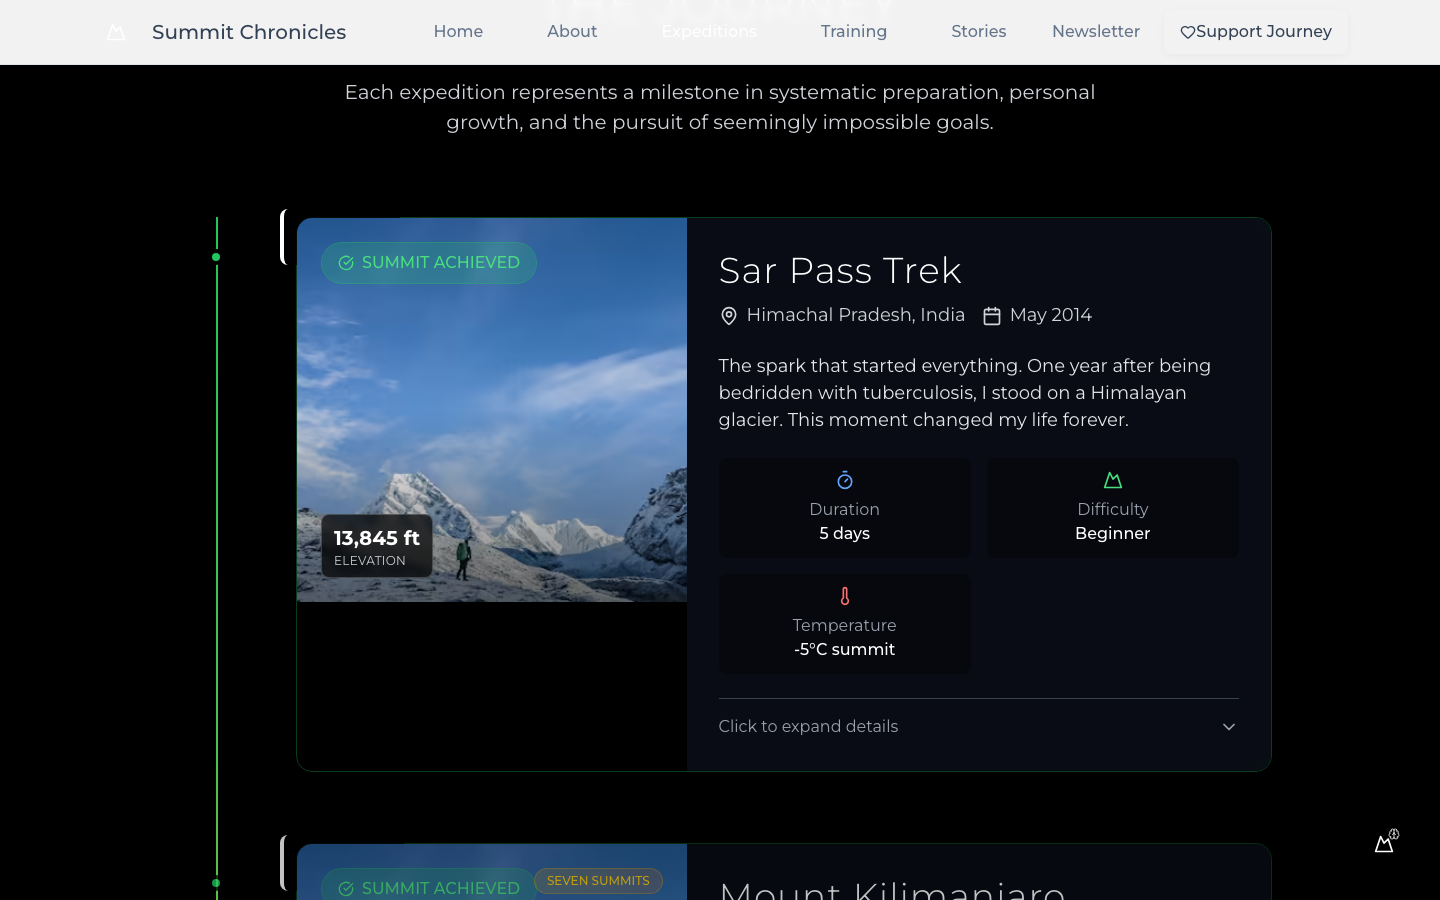 THE JOURNEY
Summit Chronicles
Home
About
Expeditions
Training
Stories
Newsletter
Support Journey
Each expedition represents a milestone in systematic preparation, personal
growth, and the pursuit of seemingly impossible goals.
SUMMIT ACHIEVED
13,845 ft
ELEVATION
Sar Pass Trek
Himachal Pradesh, India
May 2014
The spark that started everything. One year after being
bedridden with tuberculosis, I stood on a Himalayan
glacier. This moment changed my life forever.
Duration
5 days
Difficulty
Beginner
Temperature
-5°C summit
Click to expand details
SUMMIT ACHIEVED
SEVEN SUMMITS
Mount Kilimanjaro